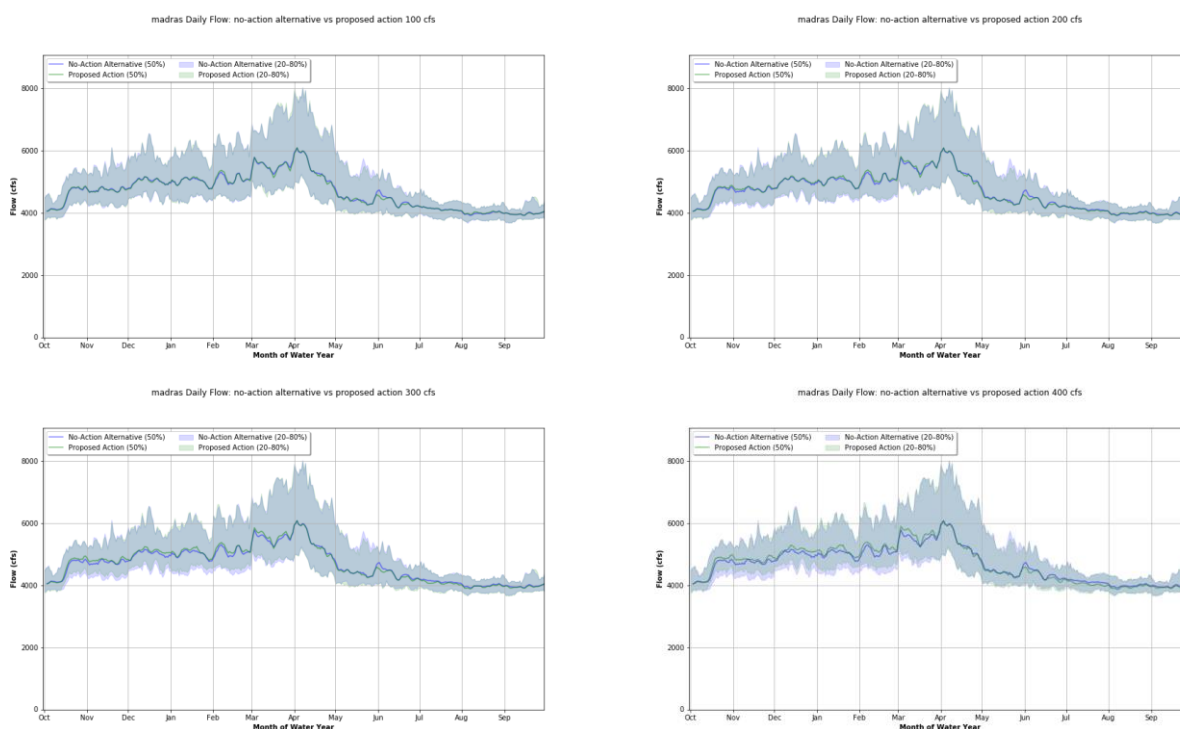 madras Daily Flow: no-action alternative vs proposed action 100 cfs
No-Action Alternative (50%) No-Action Alternative (20–80%)
Proposed Action (50%) Proposed Action (20–80%)
8000
6000
4000
2000
0
Flow (cfs)
Oct Nov Dec Jan Feb Mar Apr May Jun Jul Aug Sep
Month of Water Year
madras Daily Flow: no-action alternative vs proposed action 200 cfs
No-Action Alternative (50%) No-Action Alternative (20–80%)
Proposed Action (50%) Proposed Action (20–80%)
8000
6000
4000
2000
0
Flow (cfs)
Oct Nov Dec Jan Feb Mar Apr May Jun Jul Aug Sep
Month of Water Year
madras Daily Flow: no-action alternative vs proposed action 300 cfs
No-Action Alternative (50%) No-Action Alternative (20–80%)
Proposed Action (50%) Proposed Action (20–80%)
8000
6000
4000
2000
0
Flow (cfs)
Oct Nov Dec Jan Feb Mar Apr May Jun Jul Aug Sep
Month of Water Year
madras Daily Flow: no-action alternative vs proposed action 400 cfs
No-Action Alternative (50%) No-Action Alternative (20–80%)
Proposed Action (50%) Proposed Action (20–80%)
8000
6000
4000
2000
0
Flow (cfs)
Oct Nov Dec Jan Feb Mar Apr May Jun Jul Aug Sep
Month of Water Year